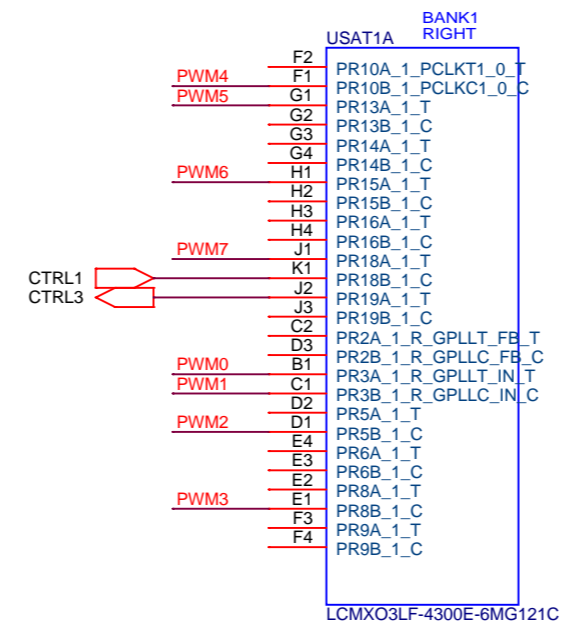 BANK1
USAT1A RIGHT
F2 PR10A_1_PCLKT1_0_T
PWM4 F1 PR10B_1_PCLKC1_0_C
PWM5 G1 PR13A_1_T
G2 PR13B_1_C
G3 PR14A_1_T
G4 PR14B_1_C
PWM6 H1 PR15A_1_T
H2 PR15B_1_C
H3 PR16A_1_T
H4 PR16B_1_C
PWM7 J1 PR18A_1_T
CTRL1 K1 PR18B_1_C
CTRL3 J2 PR19A_1_T
J3 PR19B_1_C
C2 PR2A_1_R_GPLLT_FB_T
D3 PR2B_1_R_GPLLC_FB_C
PWM0 B1 PR3A_1_R_GPLLT_IN_T
PWM1 C1 PR3B_1_R_GPLLC_IN_C
D2 PR5A_1_T
PWM2 D1 PR5B_1_C
E4 PR6A_1_T
E3 PR6B_1_C
E2 PR8A_1_T
PWM3 E1 PR8B_1_C
F3 PR9A_1_T
F4 PR9B_1_C
LCMXO3LF-4300E-6MG121C